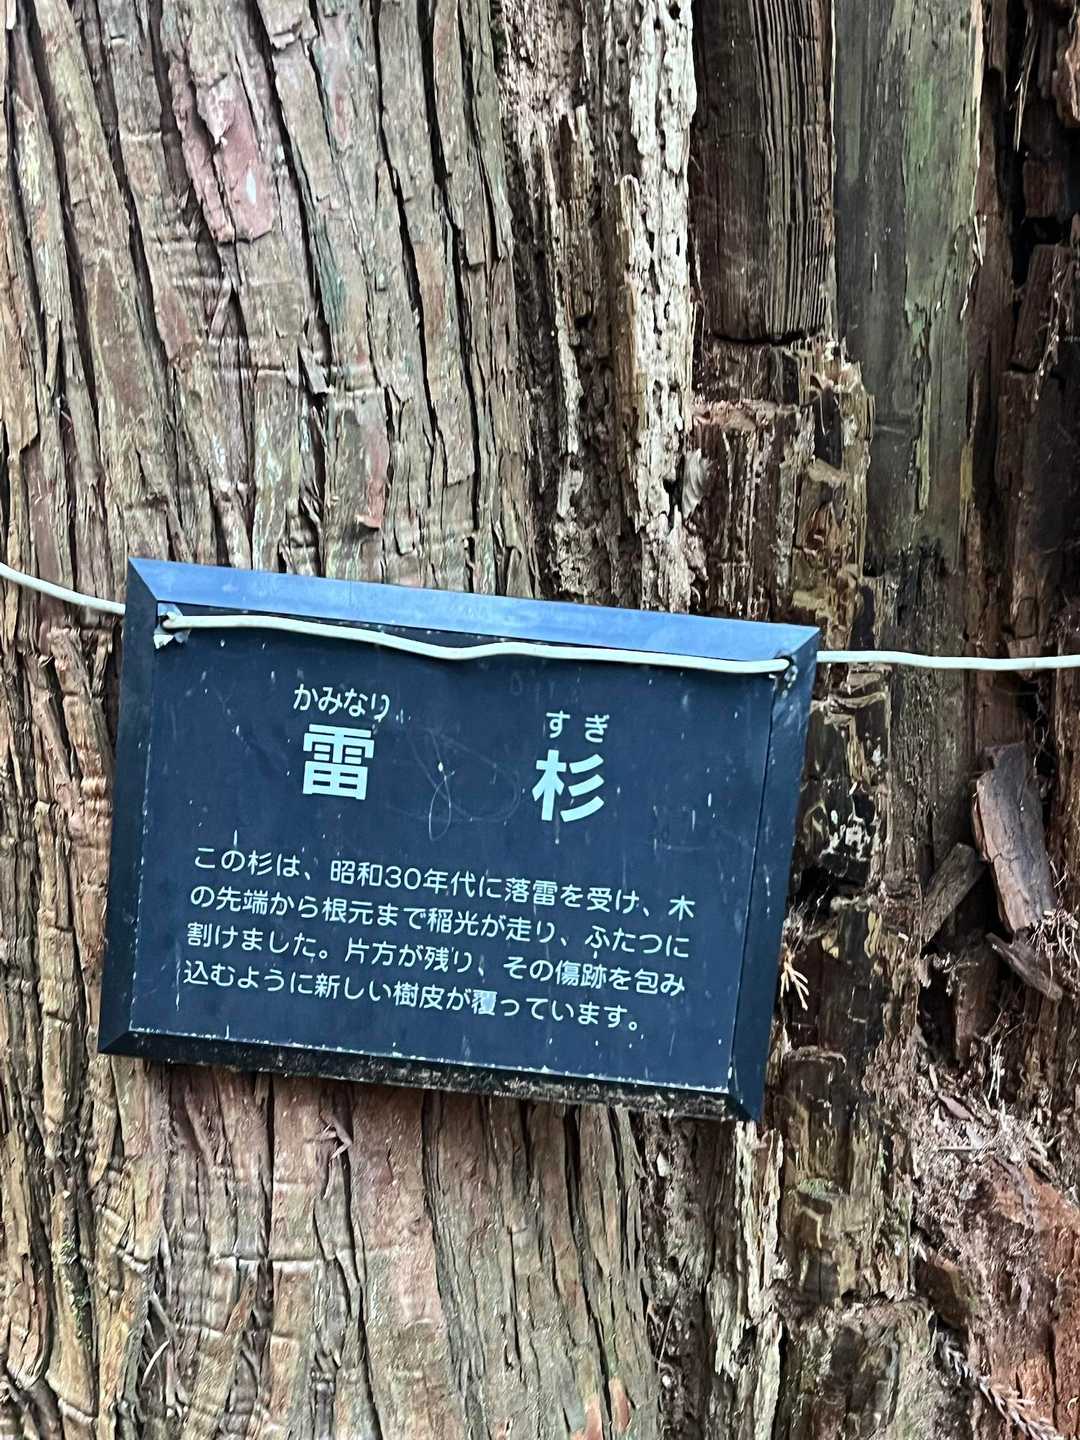 かみなり すぎ
雷 杉
この杉は、昭和30年代に落雷を受け、木
の先端から根元まで稲光が走り、ふたつに
割けました。片方が残り、その傷跡を包み
込むように新しい樹皮が覆っています。